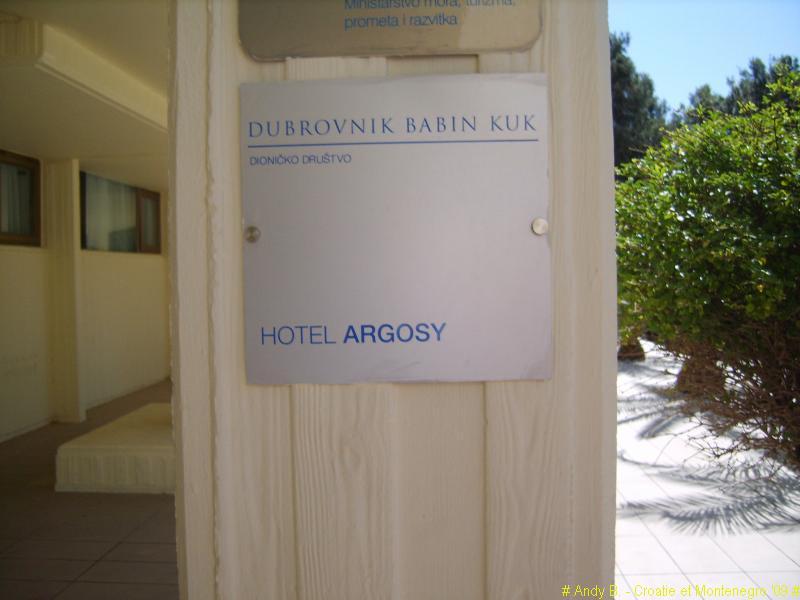 Ministarstvo mora, turizma,
prometa i razvitka
DUBROVNIK BABIN KUK
DIONIČKO DRUŠTVO
HOTEL ARGOSY
# Andy B. - Croatie et Montenegro '09 #